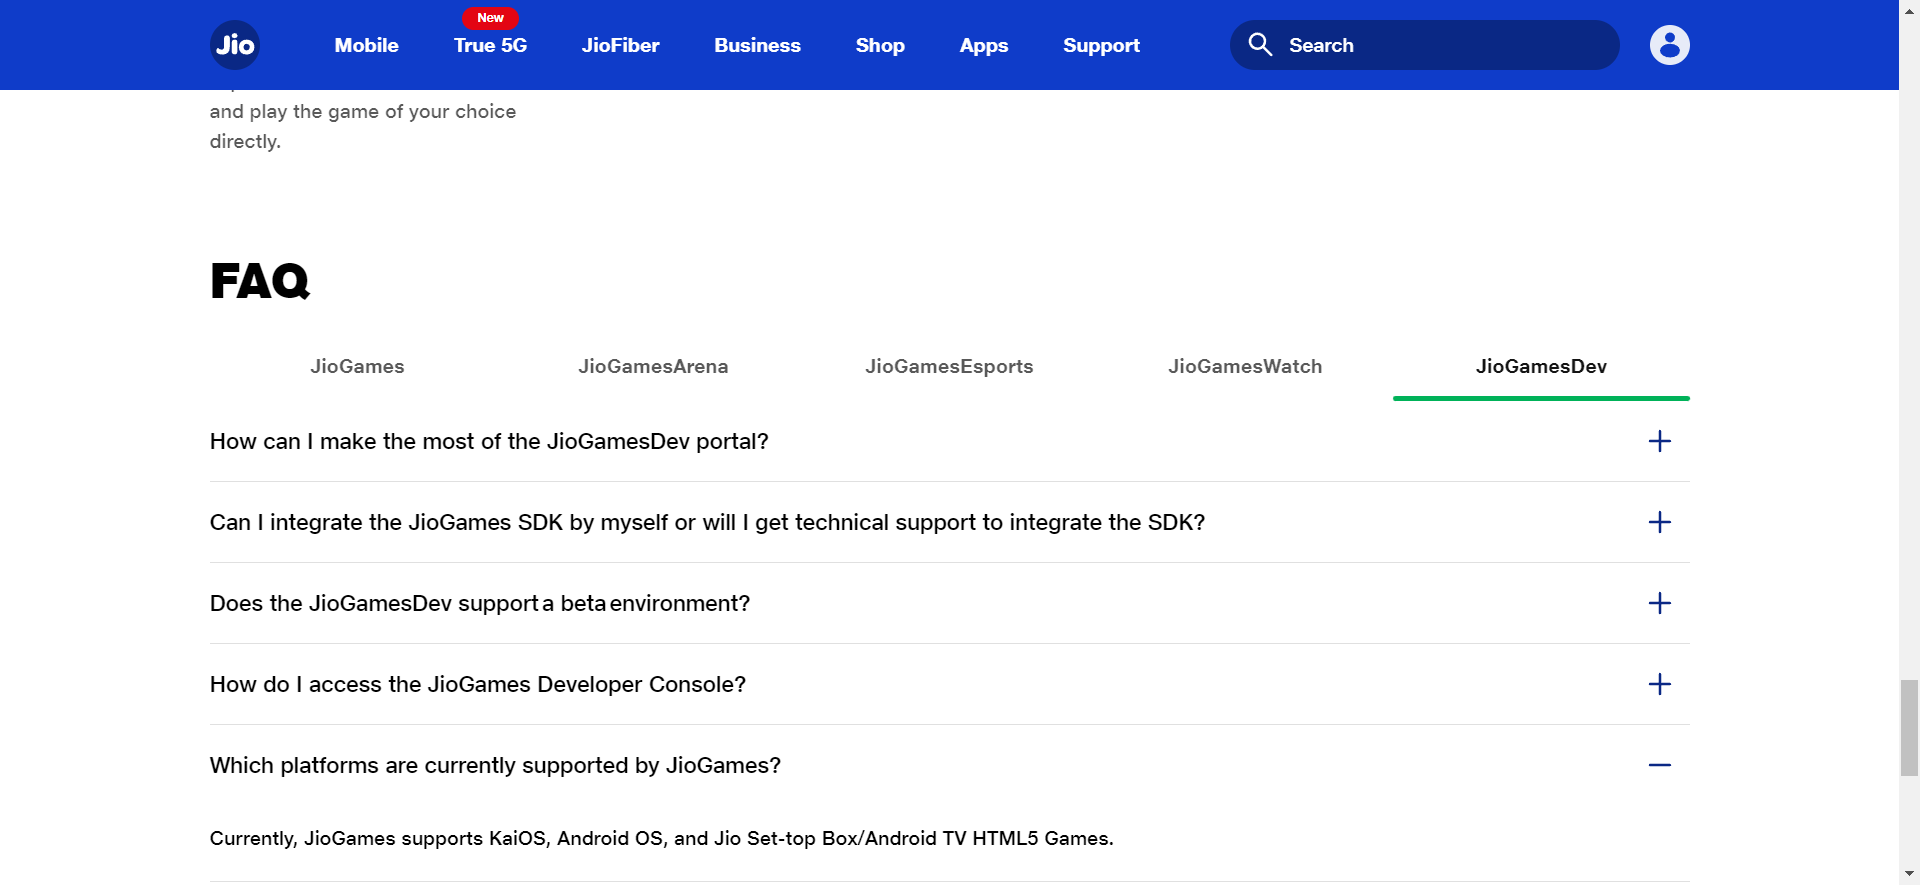 Jio
Mobile
New
True 5G
JioFiber
Business
Shop
Apps
Support
Search
and play the game of your choice
directly.
FAQ
JioGames
JioGamesArena
JioGamesEsports
JioGamesWatch
JioGamesDev
How can I make the most of the JioGamesDev portal?
Can I integrate the JioGames SDK by myself or will I get technical support to integrate the SDK?
Does the JioGamesDev support a beta environment?
How do I access the JioGames Developer Console?
Which platforms are currently supported by JioGames?
Currently, JioGames supports KaiOS, Android OS, and Jio Set-top Box/Android TV HTML5 Games.